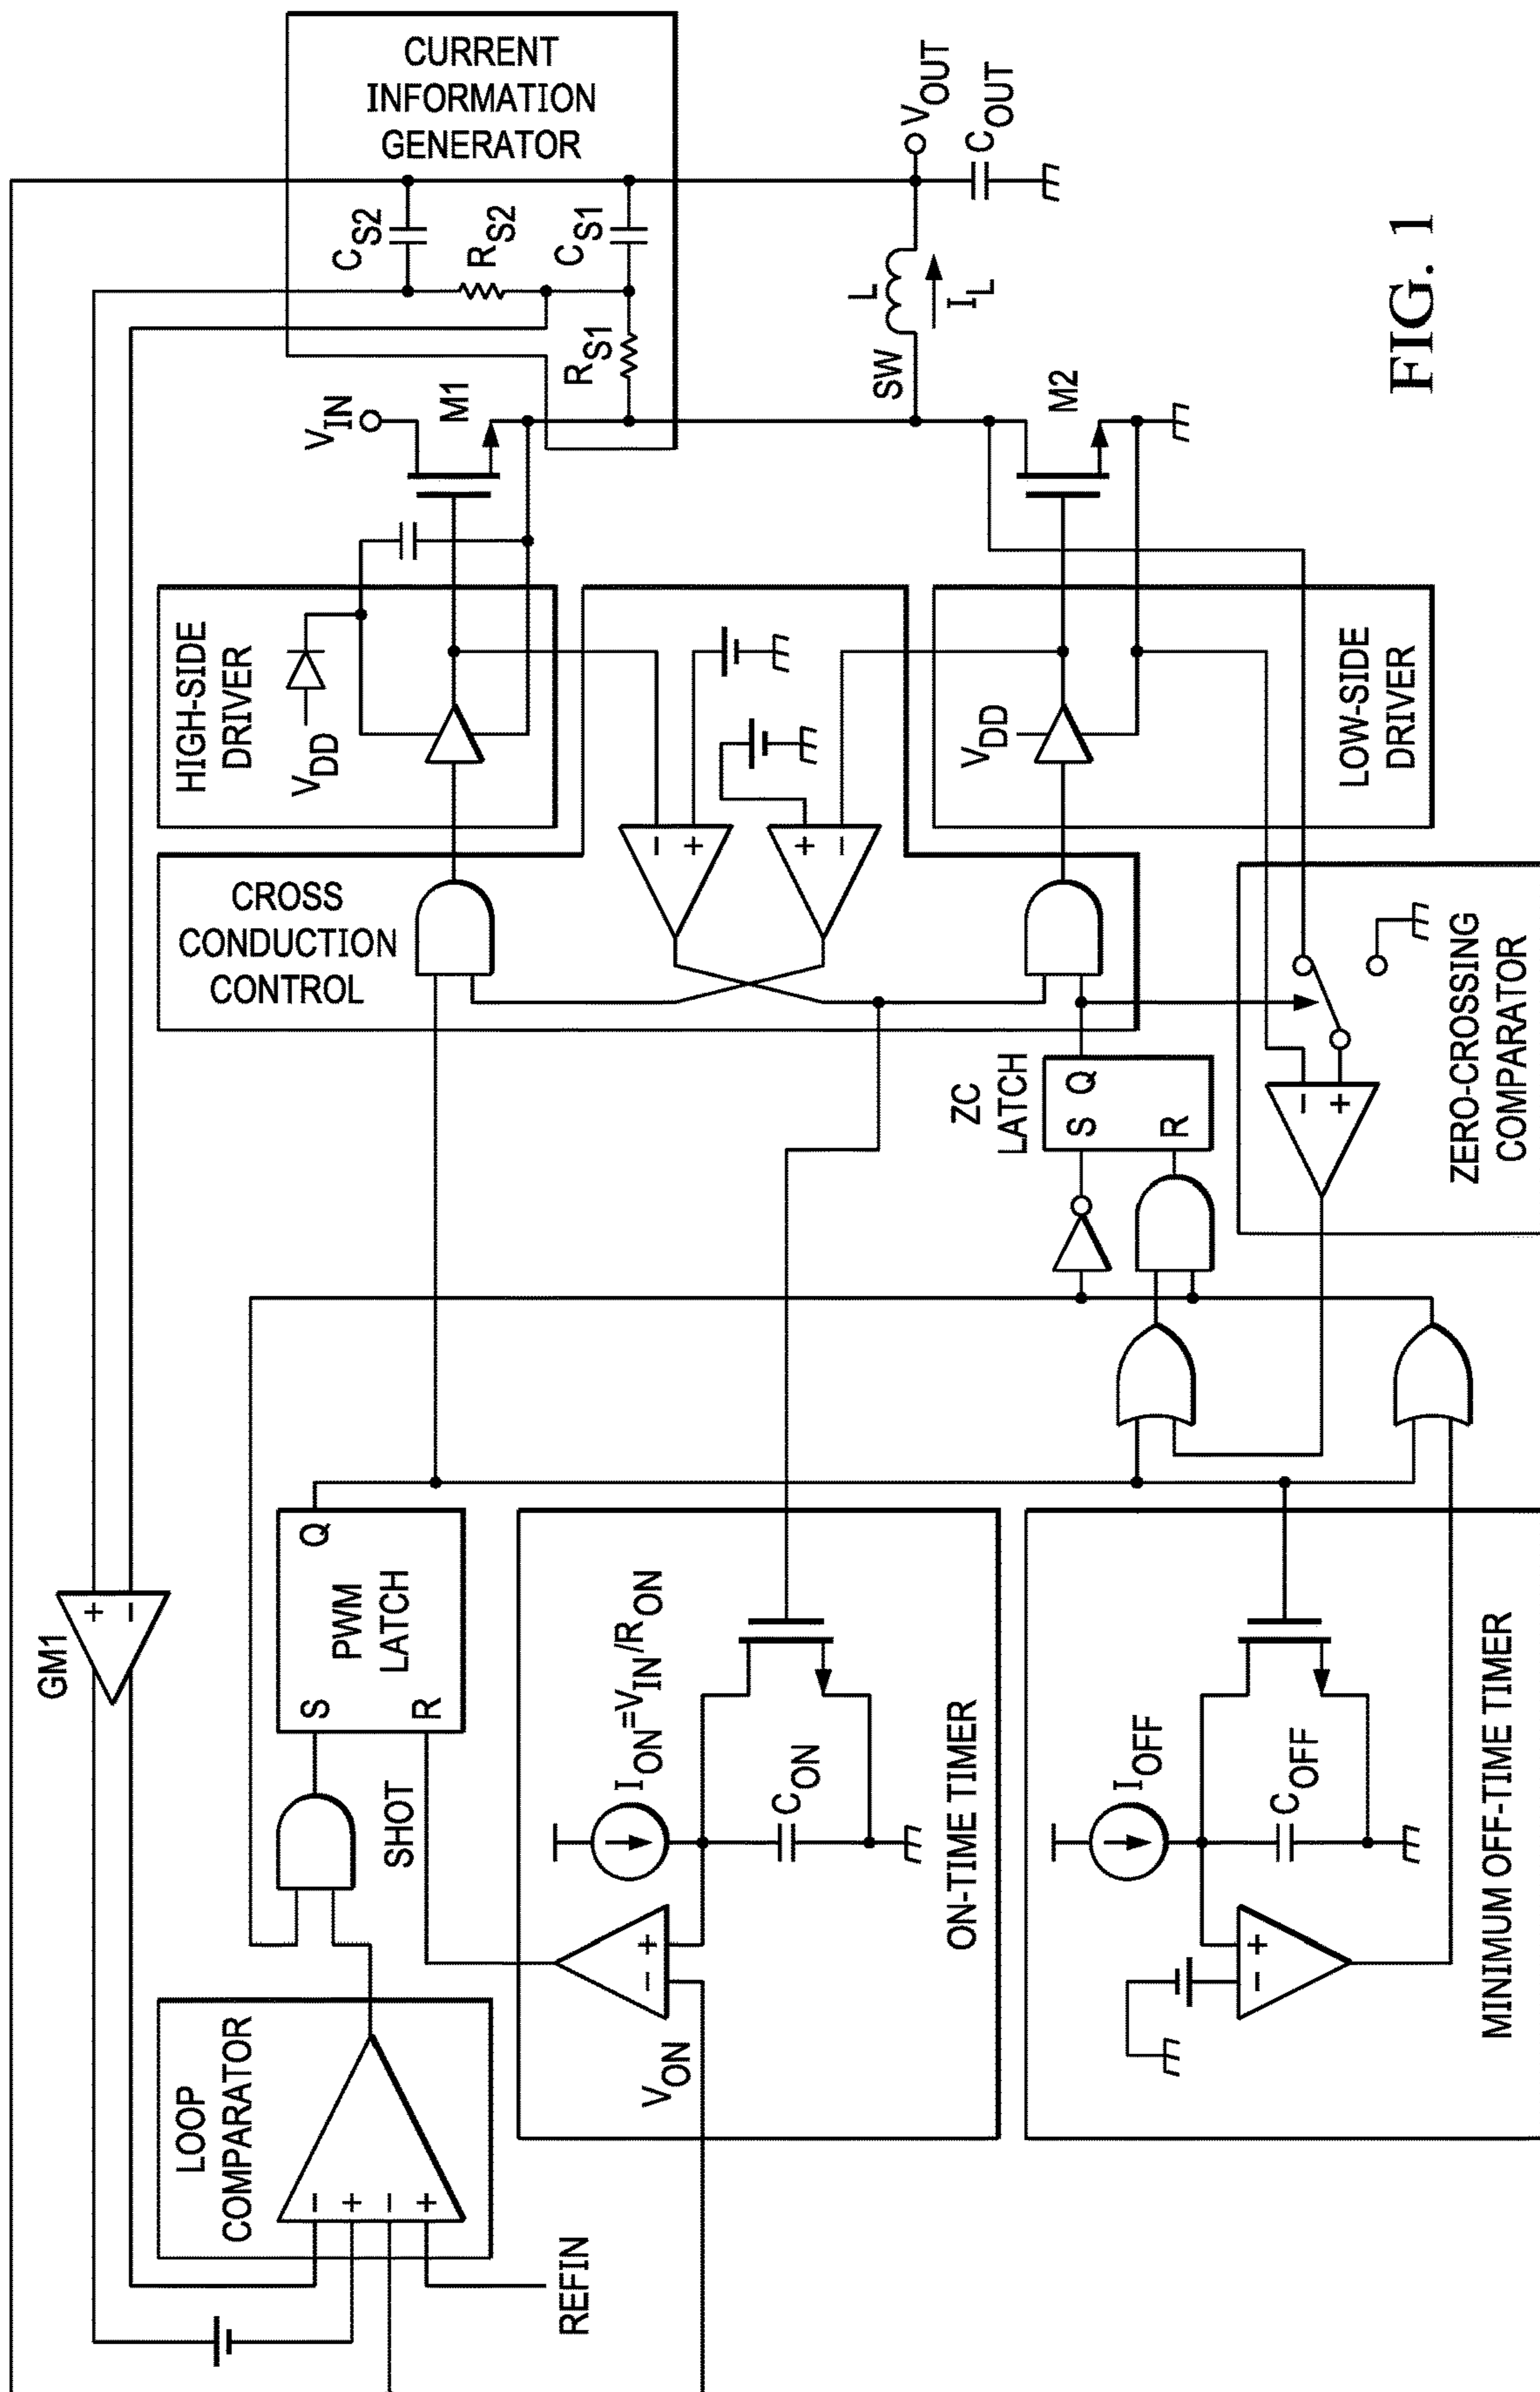 CURRENT
INFORMATION
GENERATOR
CS2
RS2
CS1
RS1
VOUT
COUT
L
IL
SW
VIN
M1
M2
FIG. 1
HIGH-SIDE
DRIVER
VDD
- +
+ -
VDD
LOW-SIDE
DRIVER
CROSS
CONDUCTION
CONTROL
ZC
LATCH
S Q
R
- +
ZERO-CROSSING
COMPARATOR
GM1
+ -
Q
PWM
LATCH
S
R
SHOT
ION=VIN/RON
CON
+ -
VON
ON-TIME TIMER
IOFF
COFF
+ -
MINIMUM OFF-TIME TIMER
LOOP
COMPARATOR
- + - +
REFIN